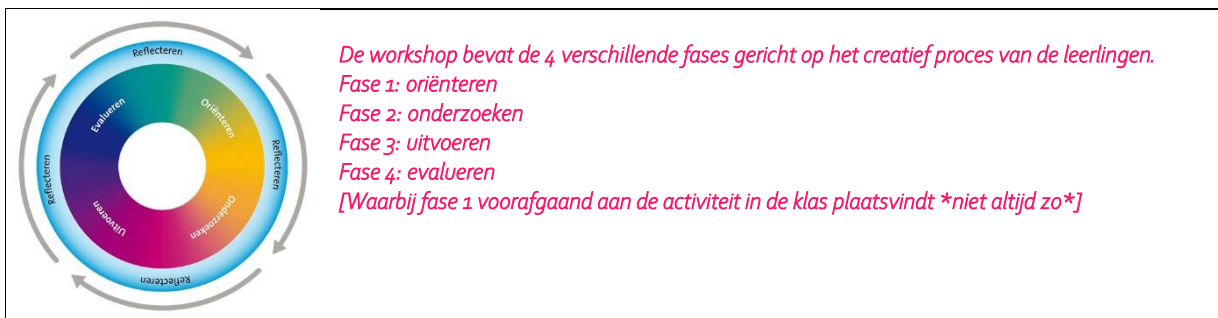 Reflecteren
Evalueren
Oriënteren
Reflecteren
Reflecteren
Uitvoeren
Onderzoeken
Reflecteren
De workshop bevat de 4 verschillende fases gericht op het creatief proces van de leerlingen.
Fase 1: oriënteren
Fase 2: onderzoeken
Fase 3: uitvoeren
Fase 4: evalueren
[Waarbij fase 1 voorafgaand aan de activiteit in de klas plaatsvindt *niet altijd zo*]